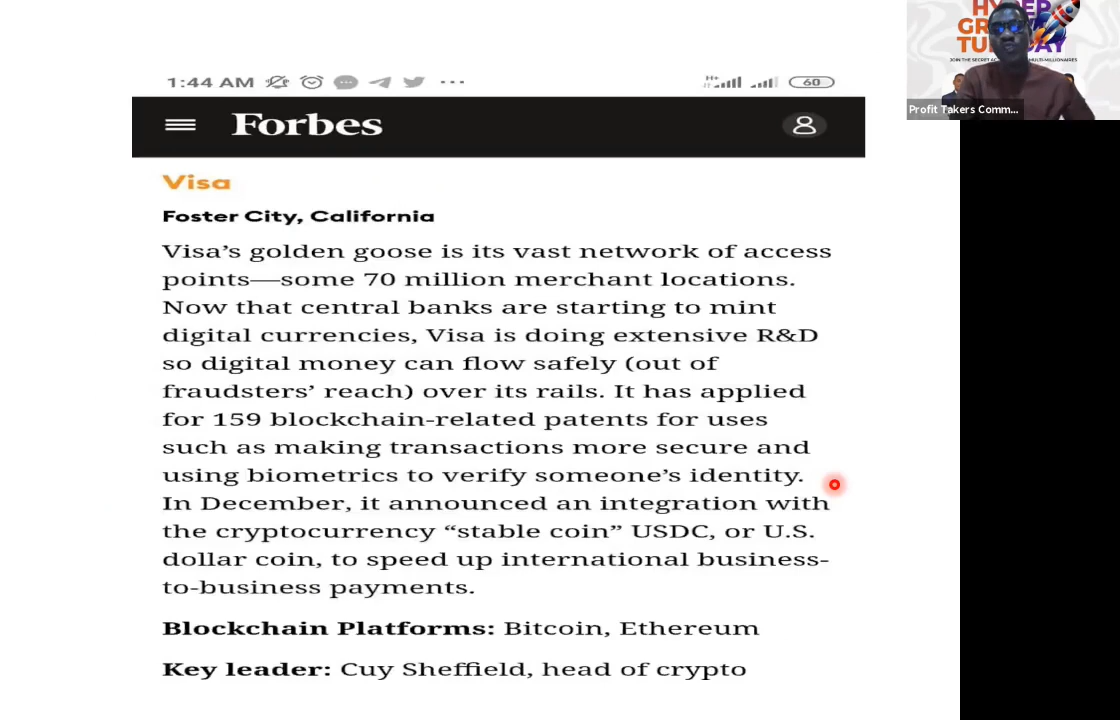 1:44 AM
60
Forbes
Visa
Foster City, California
Visa's golden goose is its vast network of access
points—some 70 million merchant locations.
Now that central banks are starting to mint
digital currencies, Visa is doing extensive R&D
so digital money can flow safely (out of
fraudsters' reach) over its rails. It has applied
for 159 blockchain-related patents for uses
such as making transactions more secure and
using biometrics to verify someone's identity.
In December, it announced an integration with
the cryptocurrency “stable coin” USDC, or U.S.
dollar coin, to speed up international business-
to-business payments.
Blockchain Platforms: Bitcoin, Ethereum
Key leader: Cuy Sheffield, head of crypto
JOIN THE SECRET
MULTI-MILLIONAIRES
Profit Takers Comm...